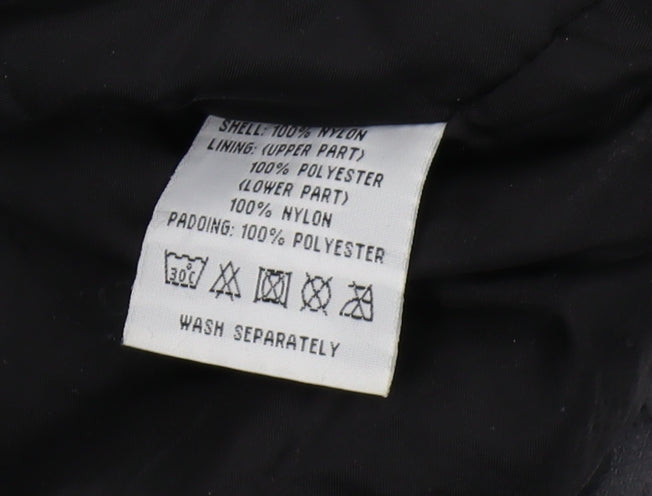 SHELL: 100% NYLON
LINING: (UPPER PART)
100% POLYESTER
(LOWER PART)
100% NYLON
PADDING: 100% POLYESTER
30°C
WASH SEPARATELY